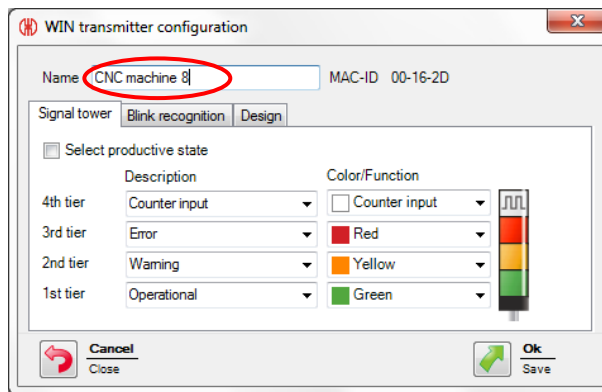 WIN transmitter configuration
Name CNC machine 8 MAC-ID 00-16-2D
Signal tower Blink recognition Design
Select productive state
Description Color/Function
4th tier Counter input Counter input
3rd tier Error Red
2nd tier Warning Yellow
1st tier Operational Green
Cancel Ok
Close Save